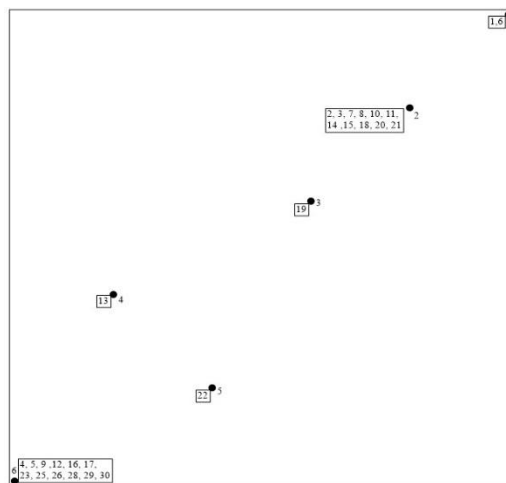 1,6
2, 3, 7, 8, 10, 11,
14 ,15, 18, 20, 21
2
19
3
13
4
22
5
6
4, 5, 9 ,12, 16, 17,
23, 25, 26, 28, 29, 30